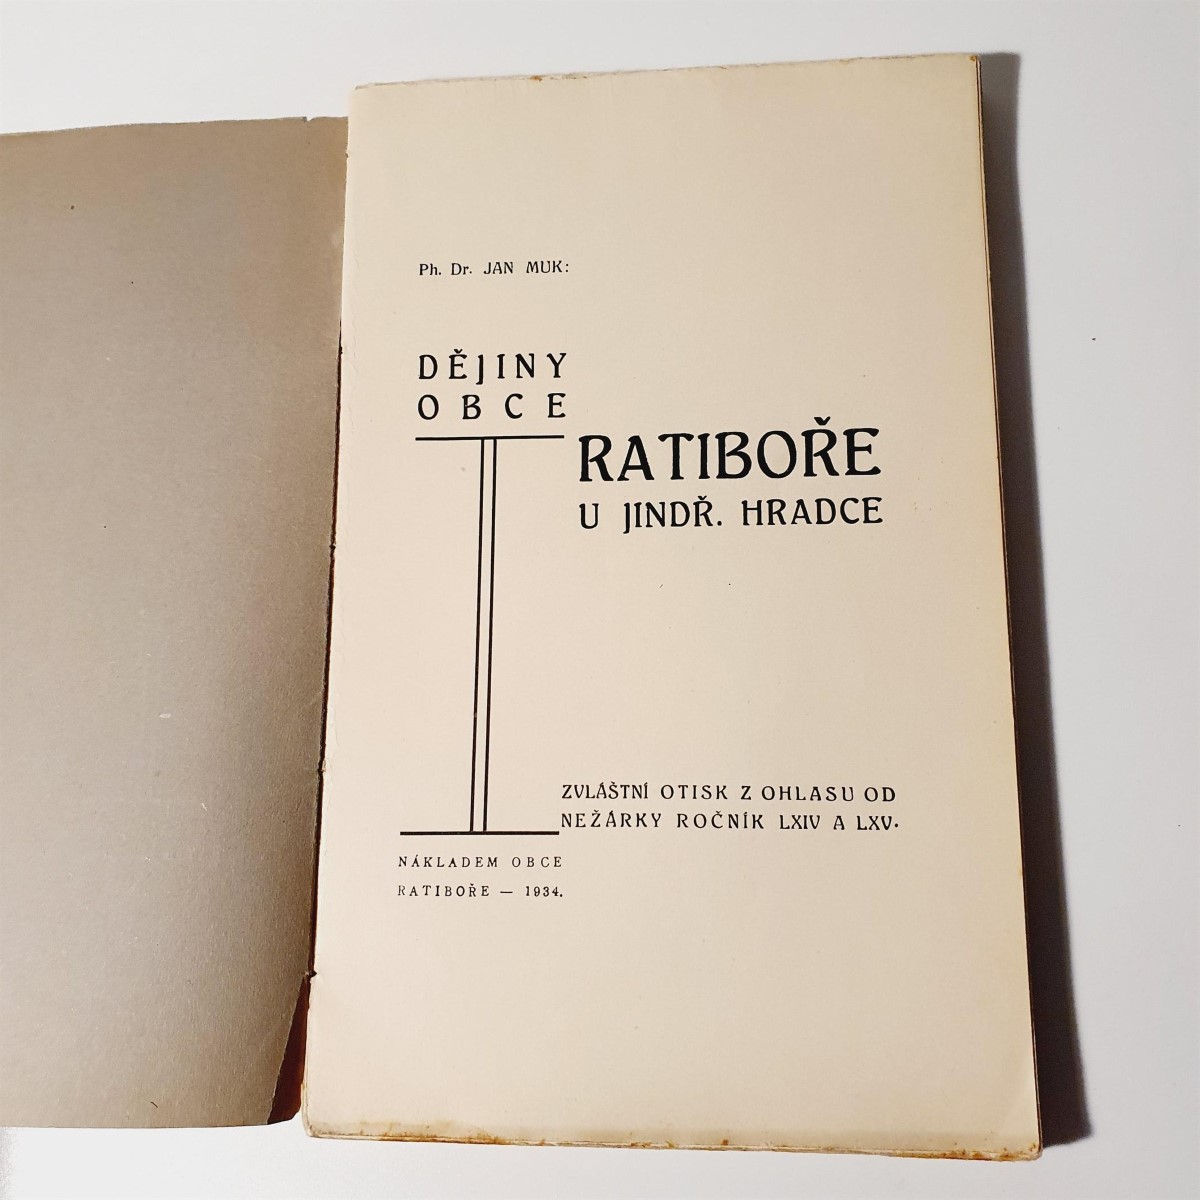 Ph. Dr. JAN MUK:
DĚJINY
OBCE
RATIBOŘE
U JINDŘ. HRADCE
ZVLÁŠTNÍ OTISK Z OHLASU OD
NEŽÁRKY ROČNÍK LXIV A LXV.
NÁKLADEM OBCE
RATIBOŘE — 1934.